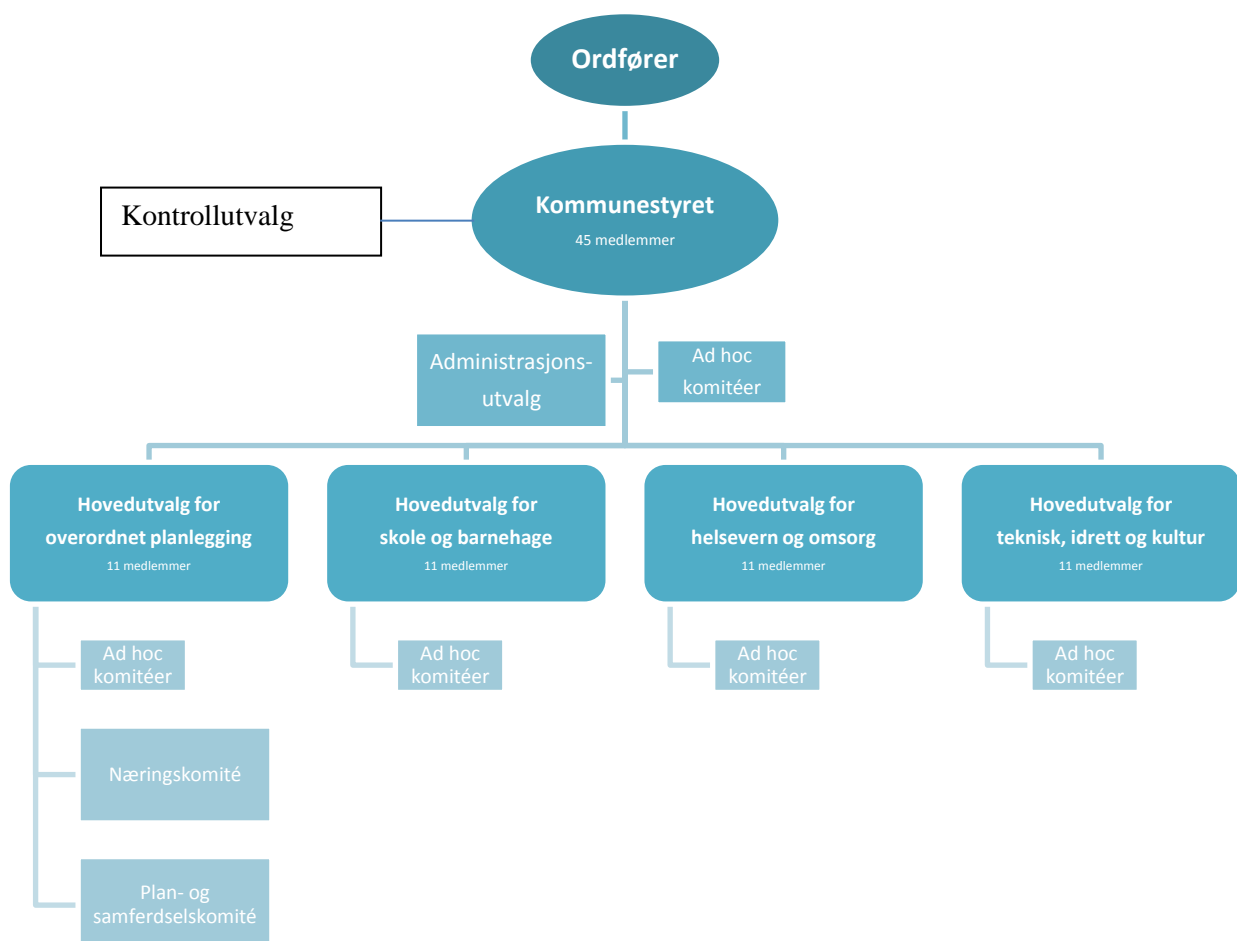 Ordfører
Kommunestyret
45 medlemmer
Kontrollutvalg
Administrasjons-
utvalg
Ad hoc
komitéer
Hovedutvalg for
overordnet planlegging
11 medlemmer
Hovedutvalg for
skole og barnehage
11 medlemmer
Hovedutvalg for
helsevern og omsorg
11 medlemmer
Hovedutvalg for
teknisk, idrett og kultur
11 medlemmer
Ad hoc
komitéer
Ad hoc
komitéer
Ad hoc
komitéer
Ad hoc
komitéer
Næringskomité
Plan- og
samferdselskomité